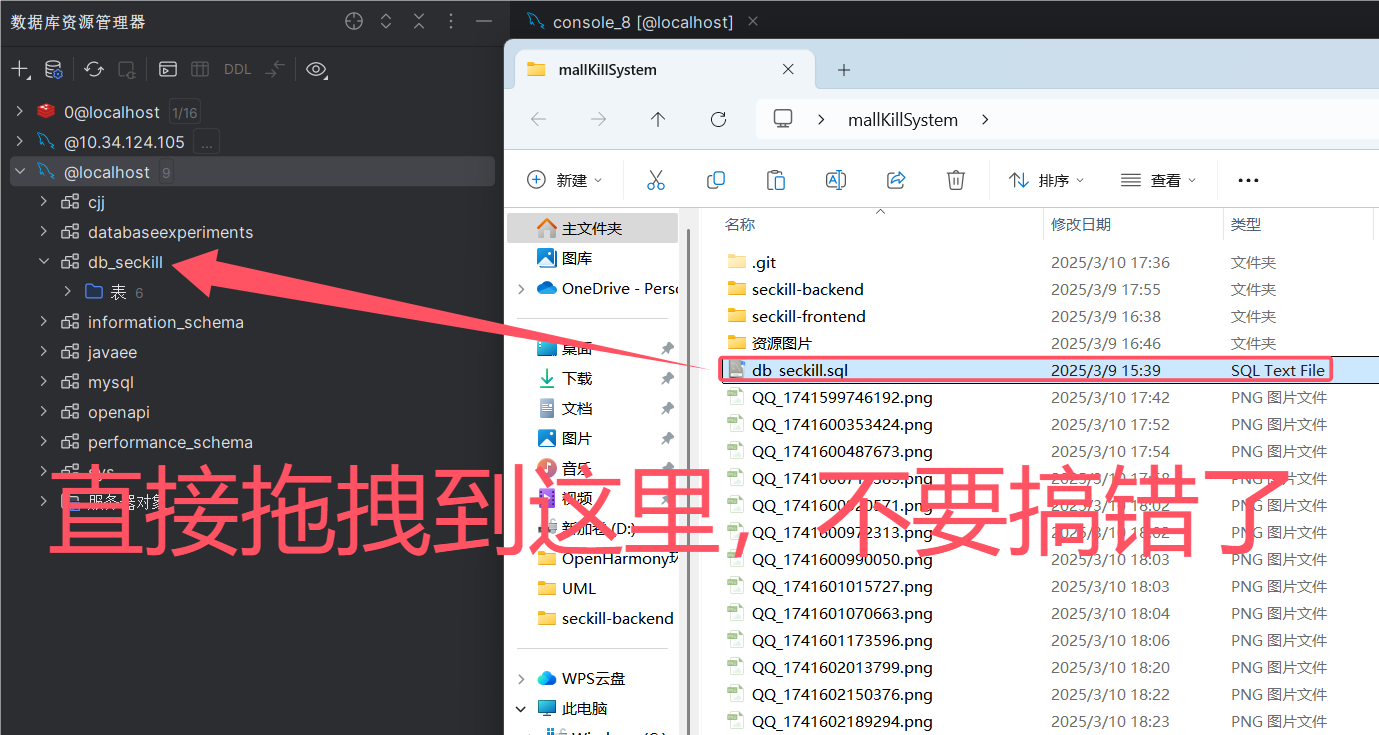 数据库资源管理器
DDL
0@localhost 1/16
@10.34.124.105 ...
@localhost 9
cjj
databaseexperiments
db_seckill
表 6
information_schema
javaee
mysql
openapi
performance_schema
sys
服务器对象
console_8 [@localhost]
mallKillSystem
mallKillSystem
新建
排序
查看
主文件夹
图库
OneDrive - Perso
桌面
下载
文档
图片
音乐
视频
新加卷 (D:)
OpenHarmony
UML
seckill-backend
WPS云盘
此电脑
名称 修改日期 类型
.git 2025/3/10 17:36 文件夹
seckill-backend 2025/3/9 17:55 文件夹
seckill-frontend 2025/3/9 16:38 文件夹
资源图片 2025/3/9 16:46 文件夹
db_seckill.sql 2025/3/9 15:39 SQL Text File
QQ_1741599746192.png 2025/3/10 17:42 PNG 图片文件
QQ_1741600353424.png 2025/3/10 17:52 PNG 图片文件
QQ_1741600487673.png 2025/3/10 17:54 PNG 图片文件
PNG 图片文件
2025/3/10 18:02 PNG 图片文件
QQ_1741600972313.png 2025/3/10 18:02 PNG 图片文件
QQ_1741600990050.png 2025/3/10 18:03 PNG 图片文件
QQ_1741601015727.png 2025/3/10 18:03 PNG 图片文件
QQ_1741601070663.png 2025/3/10 18:04 PNG 图片文件
QQ_1741601173596.png 2025/3/10 18:06 PNG 图片文件
QQ_1741602013799.png 2025/3/10 18:20 PNG 图片文件
QQ_1741602150376.png 2025/3/10 18:22 PNG 图片文件
QQ_1741602189294.png 2025/3/10 18:23 PNG 图片文件
直接拖拽到这里，不要搞错了